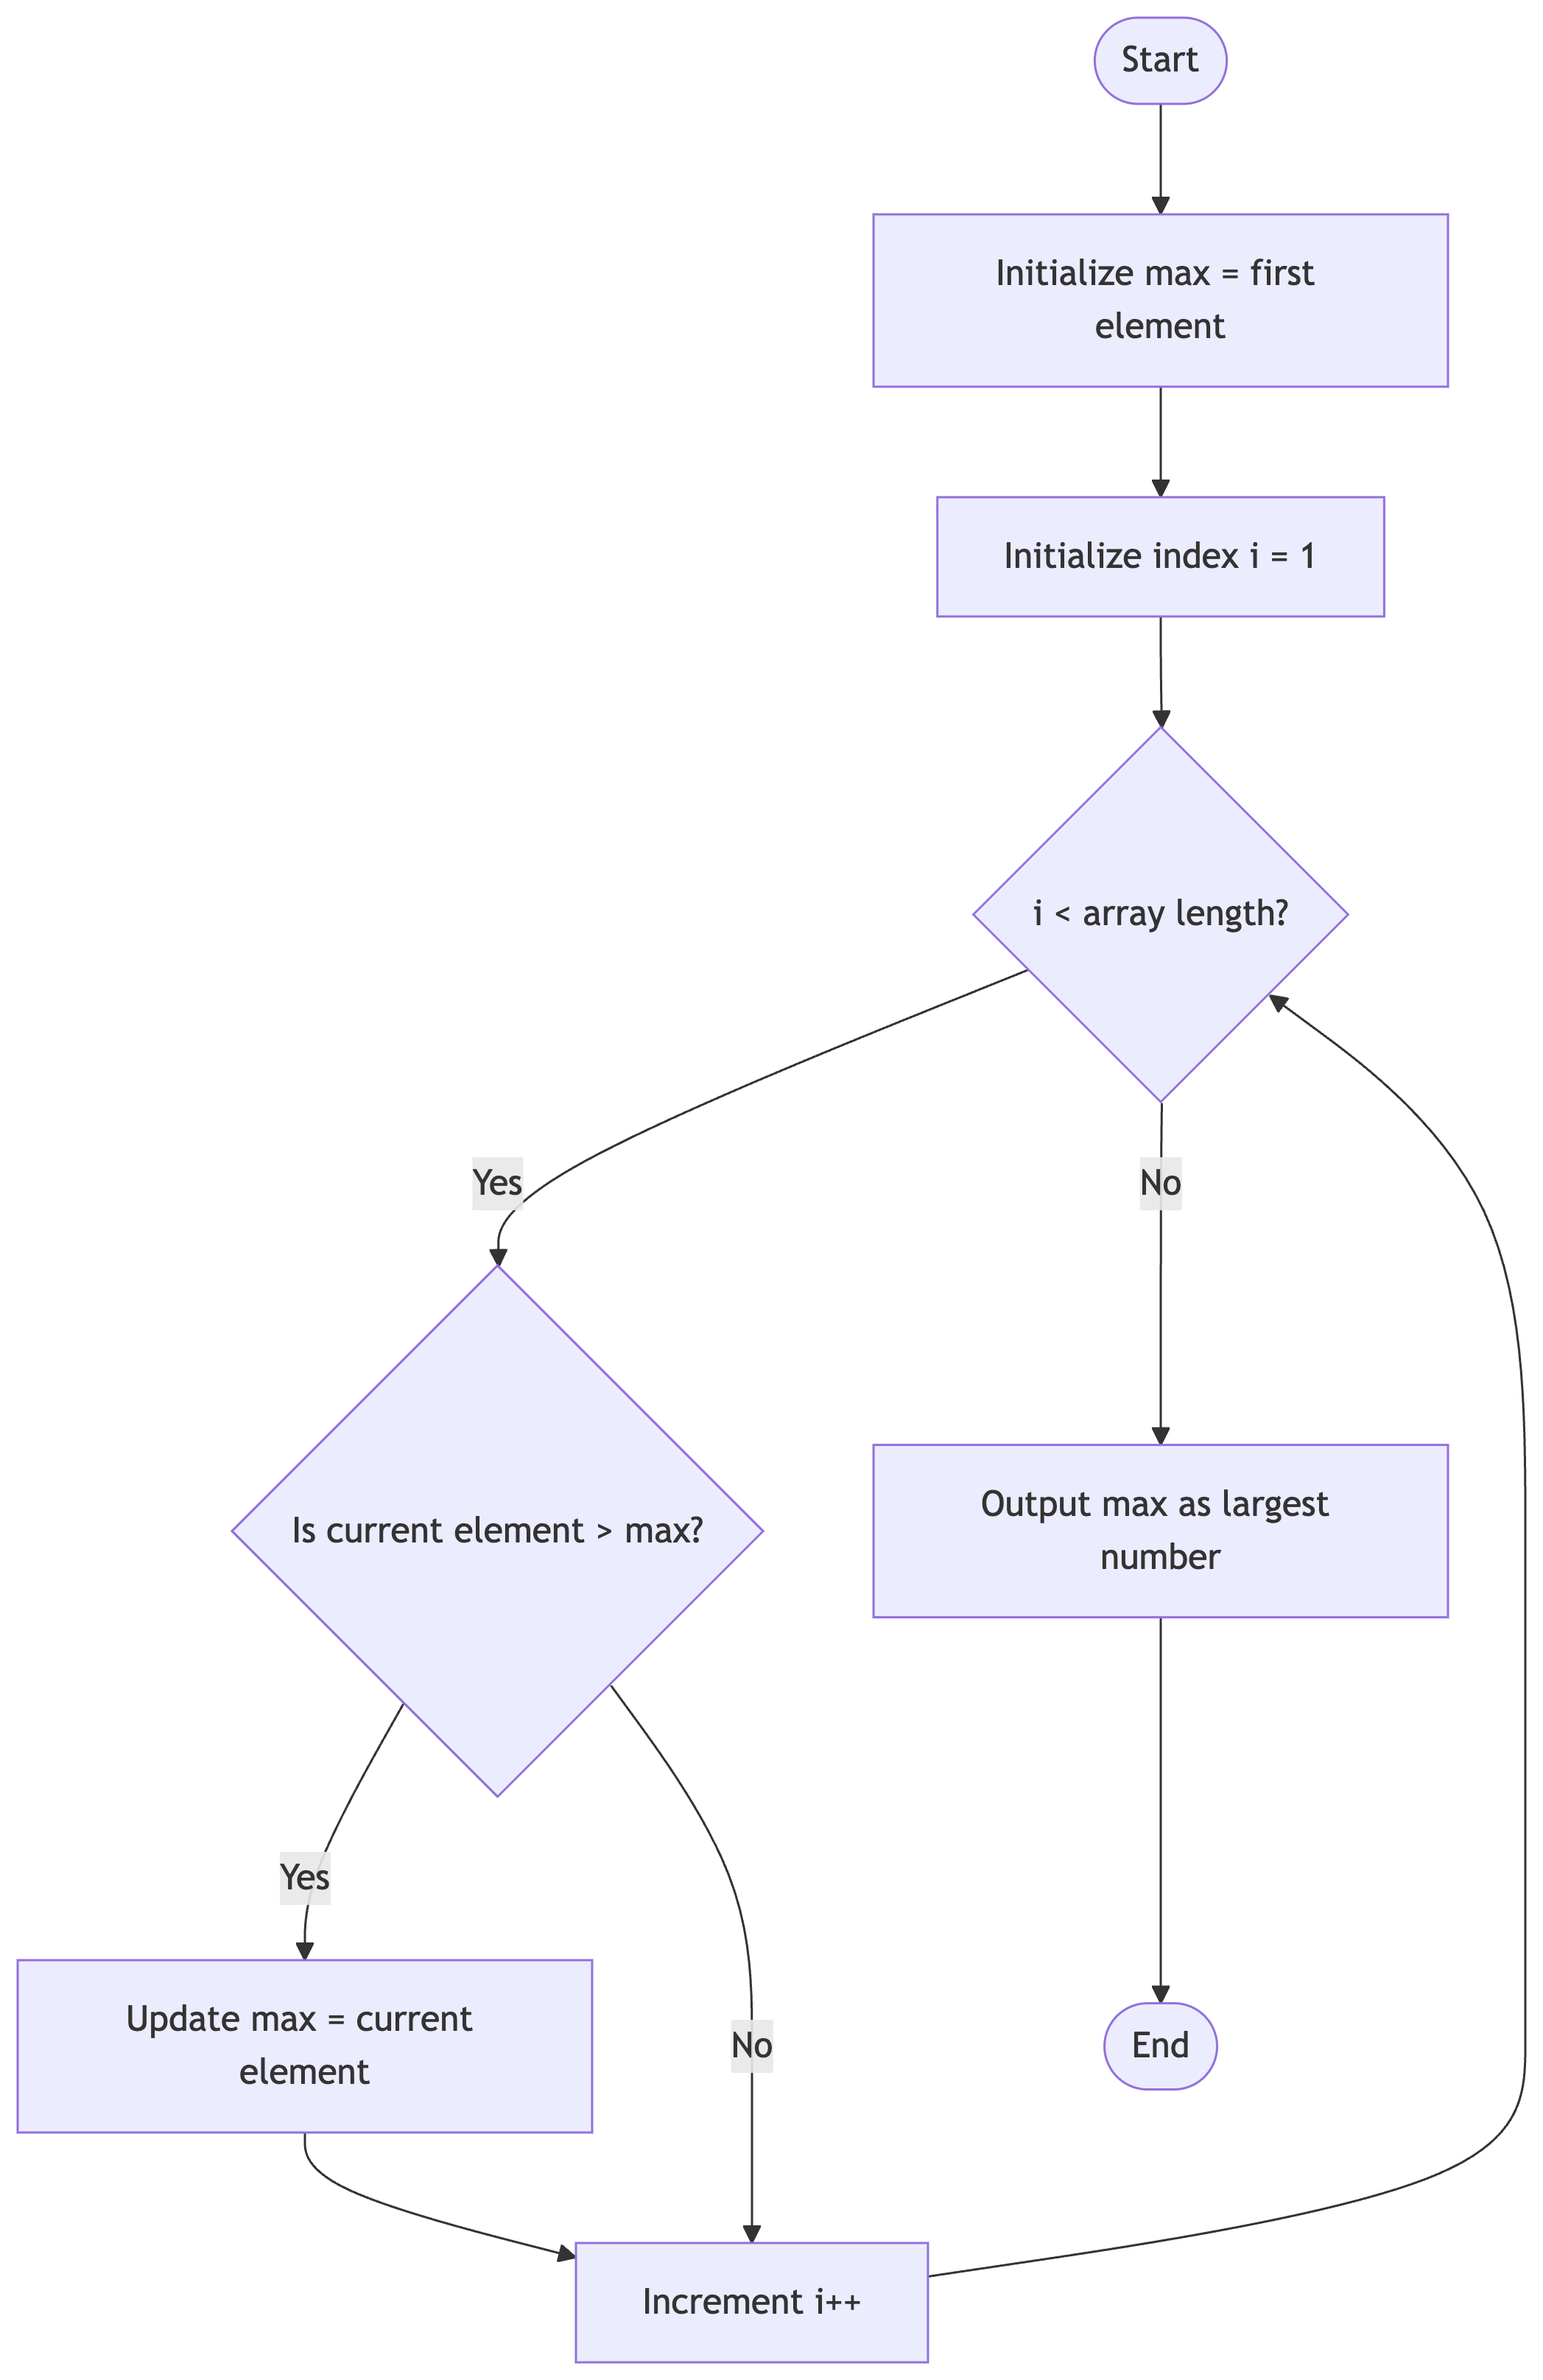 Start
Initialize max = first
element
Initialize index i = 1
i < array length?
Yes
No
Is current element > max?
Output max as largest
number
Yes
No
Update max = current
element
End
Increment i++